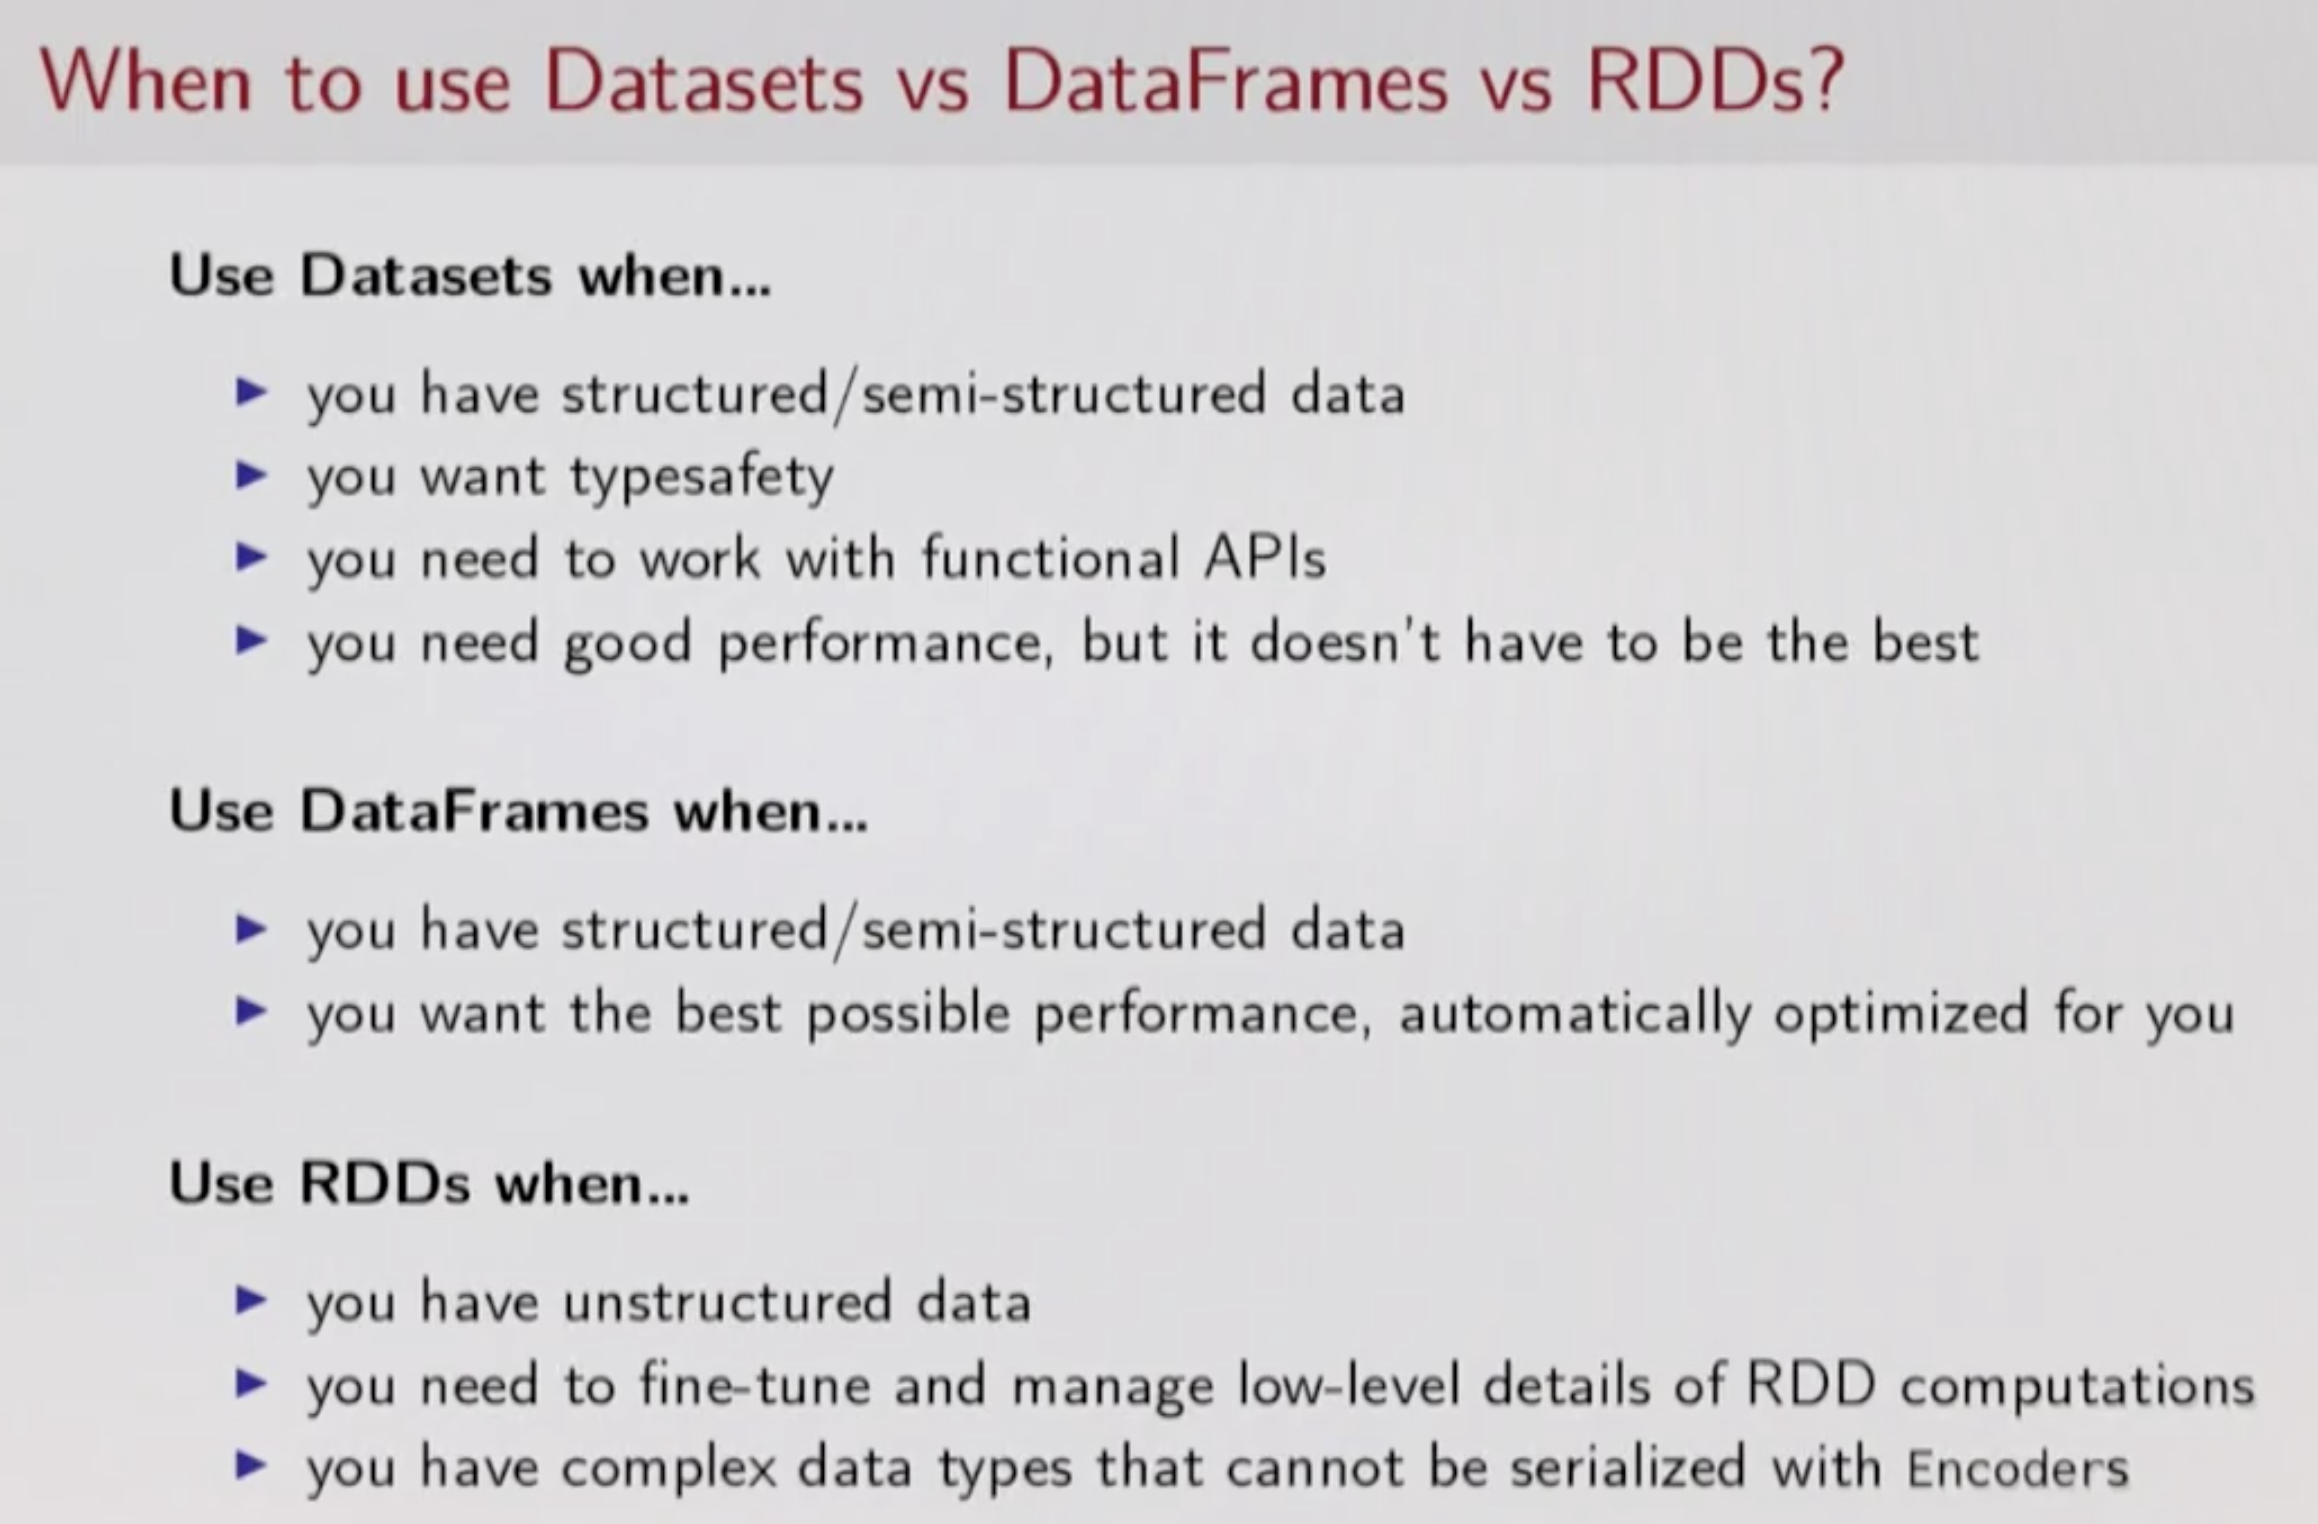 When to use Datasets vs DataFrames vs RDDs?
Use Datasets when...
▶ you have structured/semi-structured data
▶ you want typesafety
▶ you need to work with functional APIs
▶ you need good performance, but it doesn't have to be the best
Use DataFrames when...
▶ you have structured/semi-structured data
▶ you want the best possible performance, automatically optimized for you
Use RDDs when...
▶ you have unstructured data
▶ you need to fine-tune and manage low-level details of RDD computations
▶ you have complex data types that cannot be serialized with Encoders